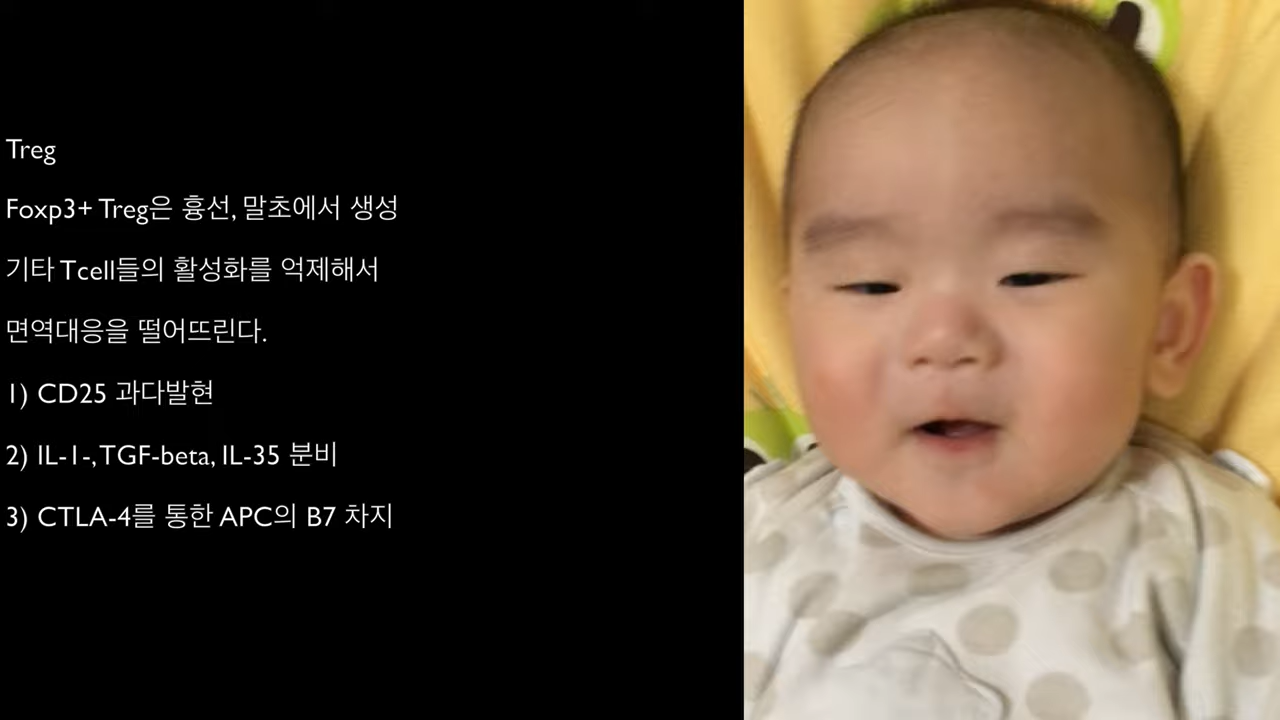 Treg
Foxp3+ Treg은 흉선, 말초에서 생성
기타 Tcell들의 활성화를 억제해서
면역대응을 떨어뜨린다.
1) CD25 과다발현
2) IL-1-, TGF-beta, IL-35 분비
3) CTLA-4를 통한 APC의 B7 차지